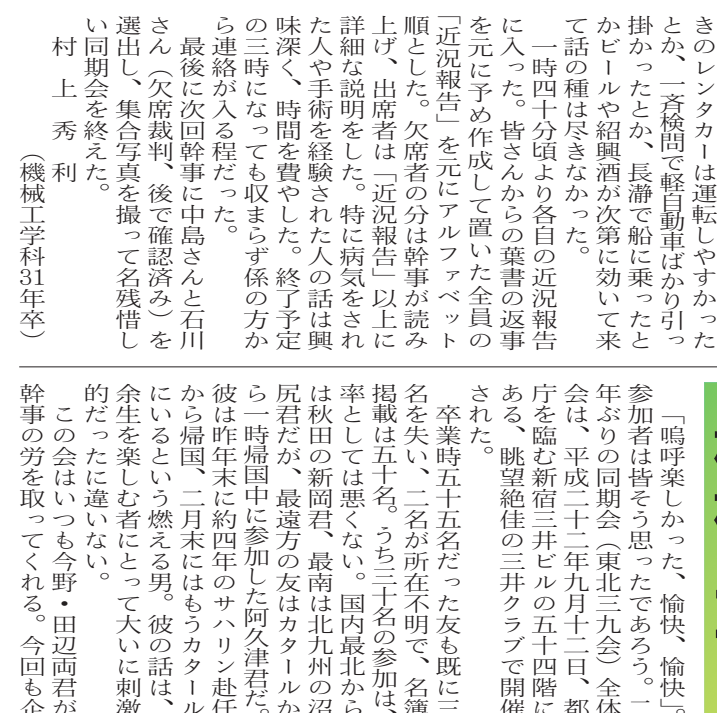 きのレンタカーは運転しやすかった
とか、一斉検問で軽自動車ばかり引っ
掛かったとか、長瀞で船に乗ったと
かビールや紹興酒が次第に効いて来
て話の種は尽きなかった。
一時四十分頃より各自の近況報告
に入った。皆さんからの葉書の返事
を元に予め作成して置いた全員の
「近況報告」を元にアルファベット
順とした。欠席者の分は幹事が読み
上げ、出席者は「近況報告」以上に
詳細な説明をした。特に病気をされ
た人や手術を経験された人の話は興
味深く、時間を費やした。終了予定
の三時になっても収まらず係の方か
ら連絡が入る程だった。
最後に次回幹事に中島さんと石川
さん（欠席裁判、後で確認済み）を
選出し、集合写真を撮って名残惜し
い同期会を終えた。
村上秀利
（機械工学科31年卒）
「嗚呼楽しかった、愉快、愉快」。
参加者は皆そう思ったであろう。二
年ぶりの同期会（東北三九会）全体
会は、平成二十二年九月十二日、都
庁を臨む新宿三井ビルの五十四階に
ある、眺望絶佳の三井クラブで開催
された。
卒業時五十五名だった友も既に三
名を失い、二名が所在不明で、名簿
掲載は五十名。うち三十名の参加は、
率としては悪くない。国内最北から
は秋田の新岡君、最南は北九州の沼
尻君だが、最遠方の友はカタールか
ら一時帰国中に参加した阿久津君だ。
彼は昨年末に約四年のサハリン赴任
から帰国、二月末にはもうカタール
にいるという燃える男。彼の話は、
余生を楽しむ者にとって大いに刺激
的だったに違いない。
この会はいつも今野・田辺両君が
幹事の労を取ってくれる。今回も企